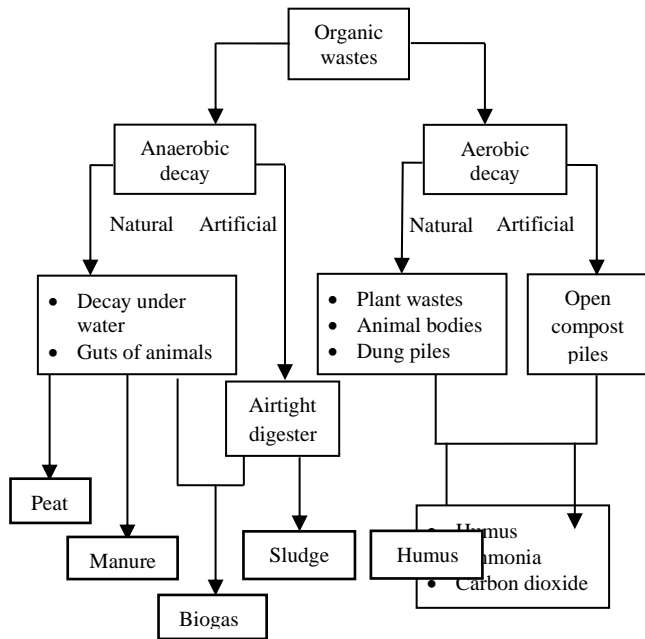 Organic
wastes
Anaerobic
decay
Aerobic
decay
Natural
Artificial
Natural
Artificial
• Decay under
water
• Guts of animals
• Plant wastes
• Animal bodies
• Dung piles
Open
compost
piles
Airtight
digester
Peat
Manure
Biogas
Sludge
Humus
• Humus
• Carbon dioxide